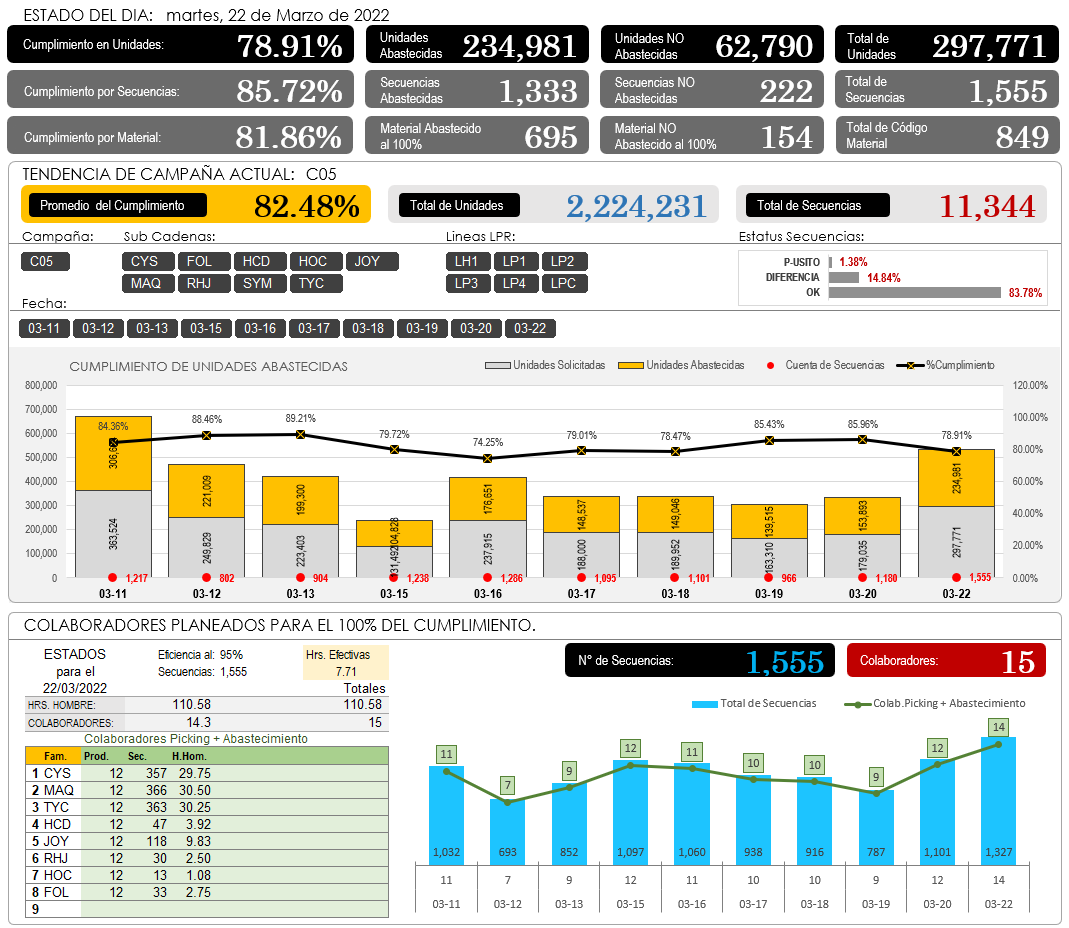 ESTADO DEL DIA: martes, 22 de Marzo de 2022
Cumplimiento en Unidades: 78.91%
Unidades Abastecidas 234,981
Unidades NO Abastecidas 62,790
Total de Unidades 297,771
Cumplimiento por Secuencias: 85.72%
Secuencias Abastecidas 1,333
Secuencias NO Abastecidas 222
Total de Secuencias 1,555
Cumplimiento por Material: 81.86%
Material Abastecido al 100% 695
Material NO Abastecido al 100% 154
Total de Código Material 849
TENDENCIA DE CAMPAÑA ACTUAL: C05
Promedio del Cumplimiento 82.48%
Total de Unidades 2,224,231
Total de Secuencias 11,344
Campaña: Sub Cadenas: Lineas LPR: Estatus Secuencias:
C05 CYS FOL HCD HOC JOY LH1 LP1 LP2
MAQ RHJ SYM TYC LP3 LP4 LPC
P-USITO 1.38%
DIFERENCIA 14.84%
OK 83.78%
Fecha:
03-11 03-12 03-13 03-15 03-16 03-17 03-18 03-19 03-20 03-22
CUMPLIMIENTO DE UNIDADES ABASTECIDAS
Unidades Solicitadas Unidades Abastecidas Cuenta de Secuencias %Cumplimiento
800,000
700,000
600,000
500,000
400,000
300,000
200,000
100,000
0
120.00%
100.00%
80.00%
60.00%
40.00%
20.00%
0.00%
84.36% 88.46% 89.21% 79.72% 74.25% 79.01% 78.47% 85.43% 85.96% 78.91%
221,009 199,300 176,651 148,537 149,046 139,515 153,893 234,981
363,524 249,829 223,403 237,915 188,000 189,952 163,310 179,035 297,771
1,217 802 904 1,238 1,286 1,095 1,101 966 1,180 1,555
03-11 03-12 03-13 03-15 03-16 03-17 03-18 03-19 03-20 03-22
COLABORADORES PLANEADOS PARA EL 100% DEL CUMPLIMIENTO.
ESTADOS
para el
22/03/2022
Eficiencia al: 95%
Secuencias: 1,555
Hrs. Efectivas
7.71
Totales
HRS. HOMBRE: 110.58 110.58
COLABORADORES: 14.3 15
Colaboradores Picking + Abastecimiento
Fam. Prod. Sec. H.Hom.
1 CYS 12 357 29.75
2 MAQ 12 366 30.50
3 TYC 12 363 30.25
4 HCD 12 47 3.92
5 JOY 12 118 9.83
6 RHJ 12 30 2.50
7 HOC 12 13 1.08
8 FOL 12 33 2.75
9
N° de Secuencias: 1,555
Colaboradores: 15
Total de Secuencias Colab.Picking + Abastecimiento
11 7 9 12 11 10 10 9 12 14
1,032 693 852 1,097 1,060 938 916 787 1,101 1,327
11 7 9 12 11 10 10 9 12 14
03-11 03-12 03-13 03-15 03-16 03-17 03-18 03-19 03-20 03-22